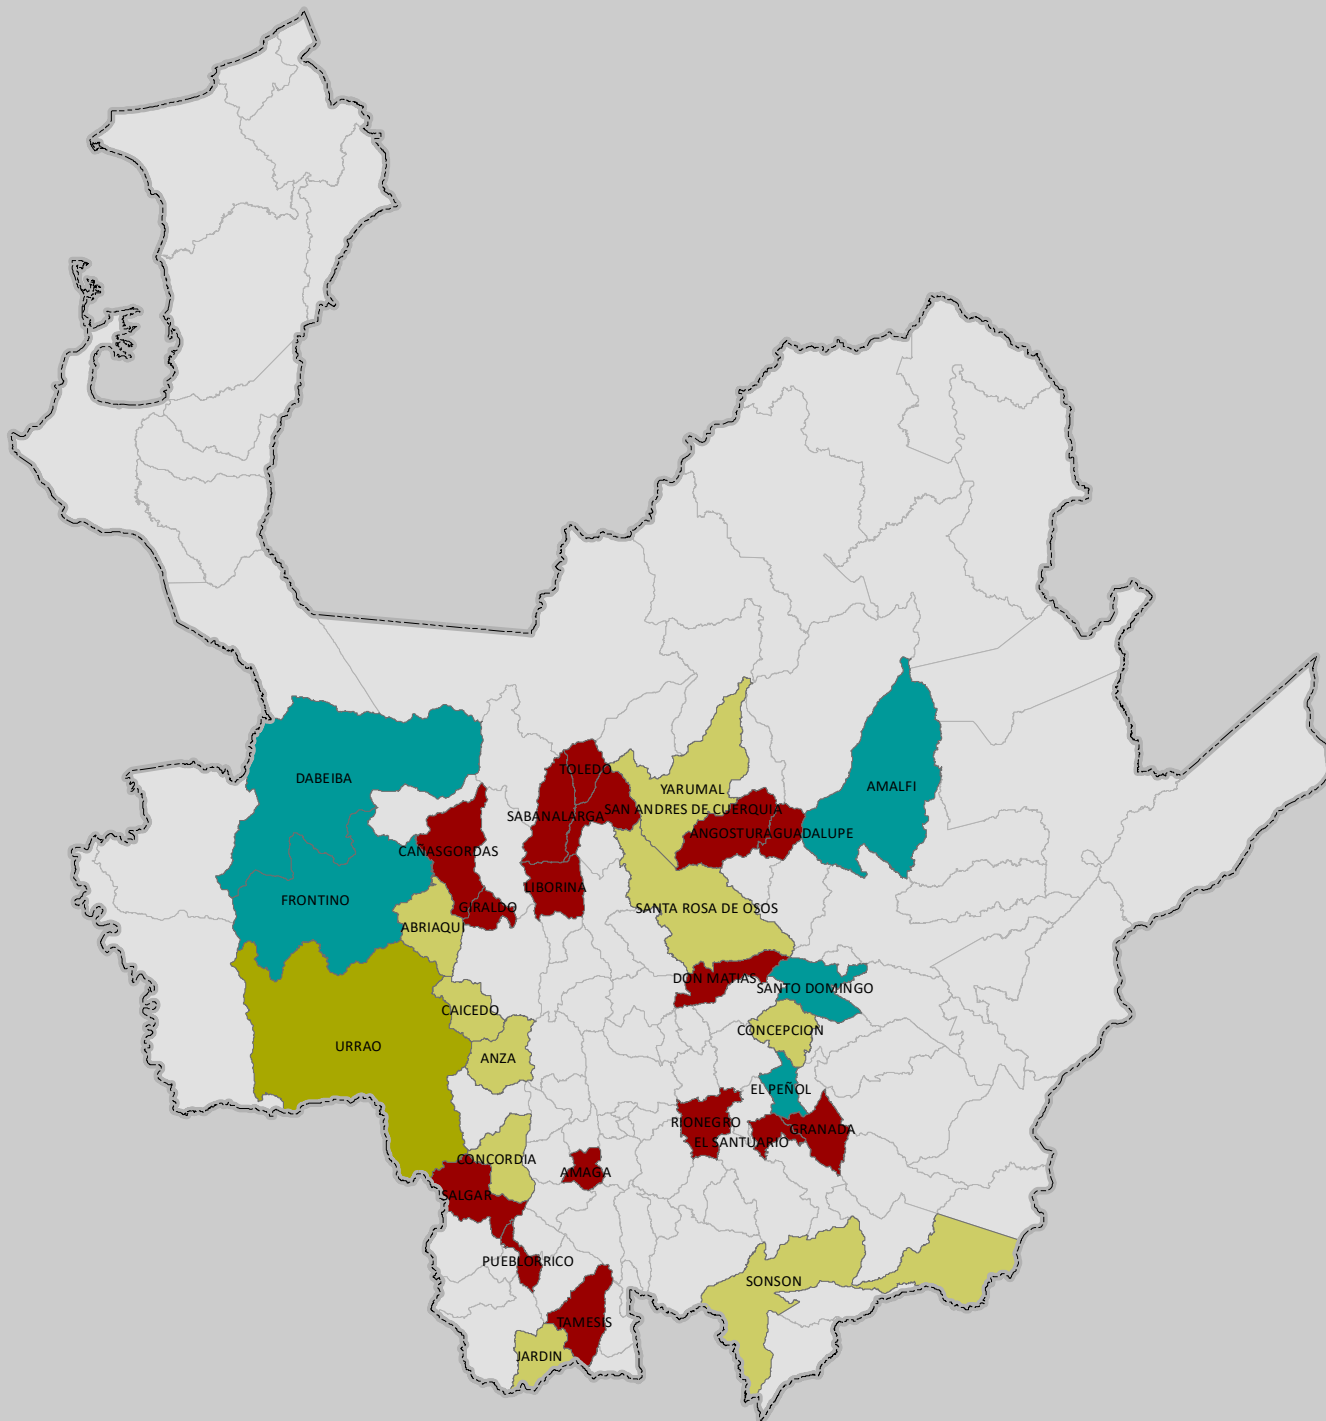 TOLEDO
DABEIBA
AMALFI
YARUMAL
SAN ANDRES DE CUERQUIA
SABANALARGA
ANGOSTURA
GUADALUPE
CAÑASGORDAS
LIBORINA
FRONTINO
GIRALDO
SANTA ROSA DE OSOS
ABRIAQUI
DON MATIAS
SANTO DOMINGO
CAICEDO
CONCEPCION
URRAO
ANZA
EL PEÑOL
RIONEGRO
GRANADA
EL SANTUARIO
CONCORDIA
AMAGA
SALGAR
PUEBLORRICO
SONSON
TAMESIS
JARDIN